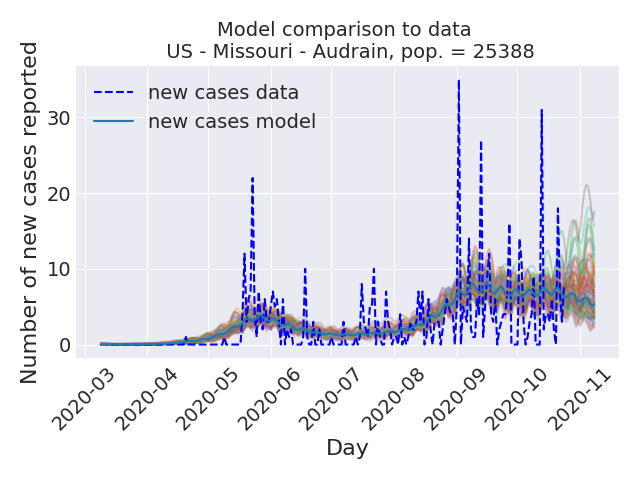 Model comparison to data
US - Missouri - Audrain, pop. = 25388
Number of new cases reported
30
20
10
0
new cases data
new cases model
2020-03
2020-04
2020-05
2020-06
2020-07
2020-08
2020-09
2020-10
2020-11
Day